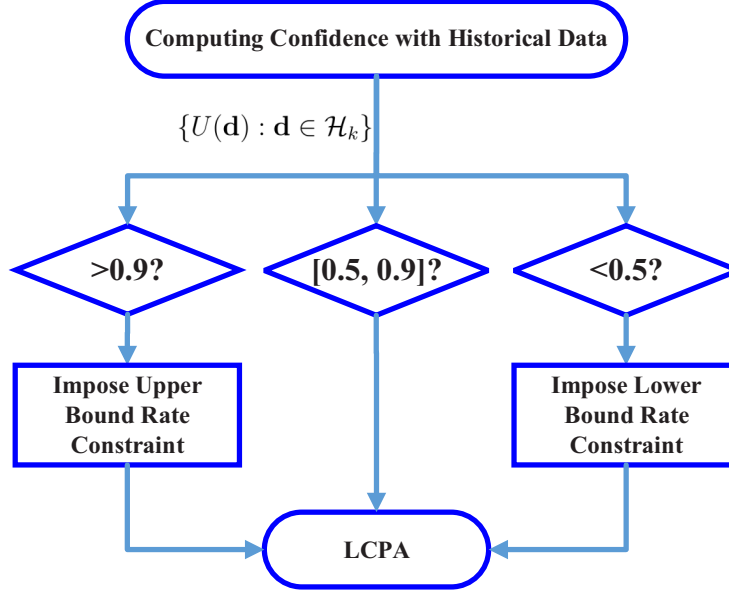 Computing Confidence with Historical Data
{U(𝐝) : 𝐝 ∈ ℋₖ}
>0.9?
[0.5, 0.9]?
<0.5?
Impose Upper
Bound Rate
Constraint
Impose Lower
Bound Rate
Constraint
LCPA